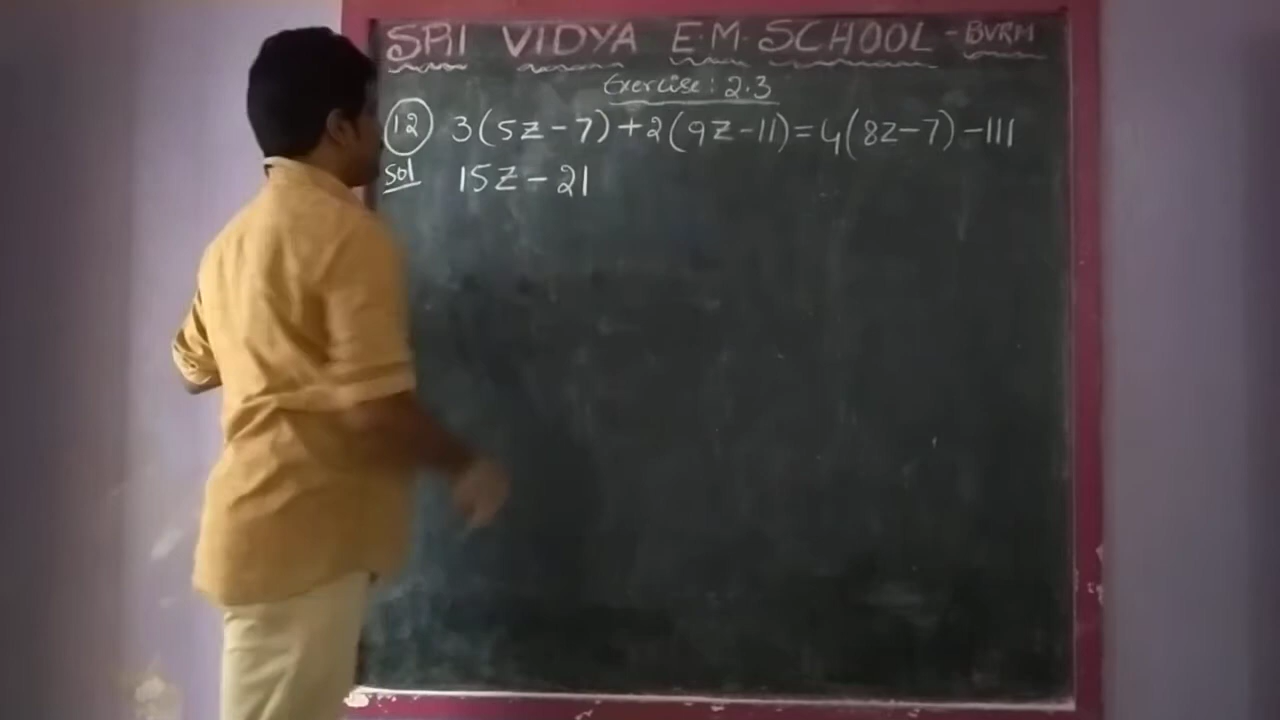 SRI VIDYA E.M. SCHOOL - BVRM
Exercise: 2.3
12 3(5z-7)+2(9z-11)=4(8z-7)-111
Sol 15z-21